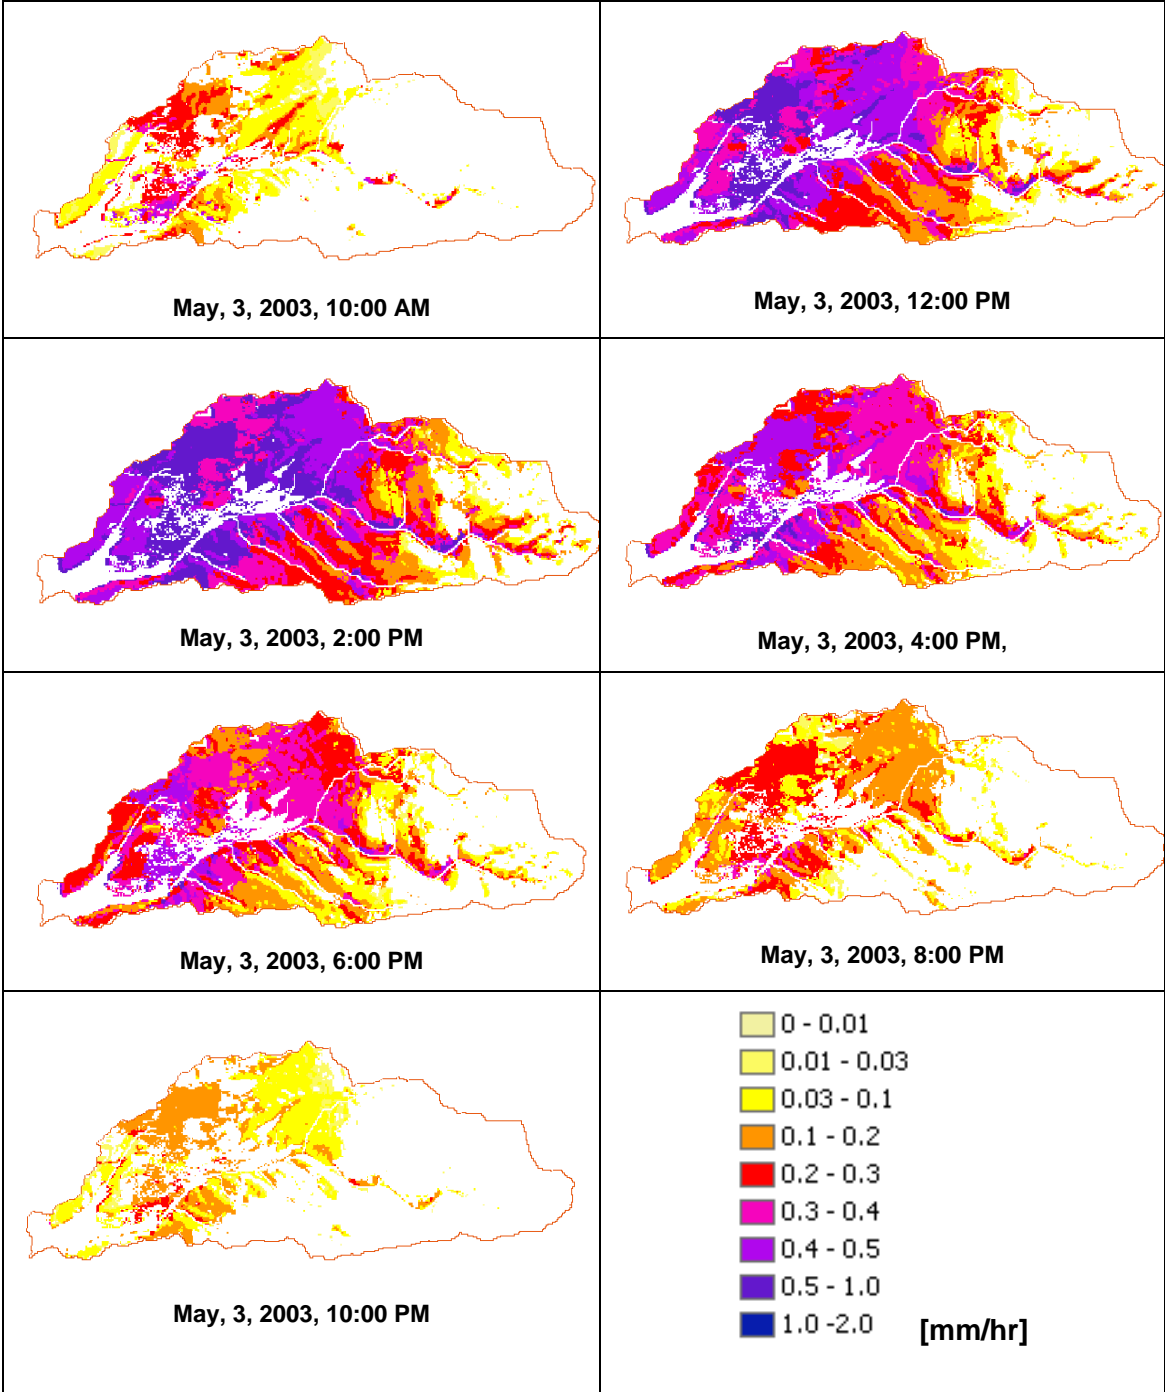 May, 3, 2003, 10:00 AM
May, 3, 2003, 12:00 PM
May, 3, 2003, 2:00 PM
May, 3, 2003, 4:00 PM,
May, 3, 2003, 6:00 PM
May, 3, 2003, 8:00 PM
May, 3, 2003, 10:00 PM
0 - 0.01
0.01 - 0.03
0.03 - 0.1
0.1 - 0.2
0.2 - 0.3
0.3 - 0.4
0.4 - 0.5
0.5 - 1.0
1.0 -2.0 [mm/hr]